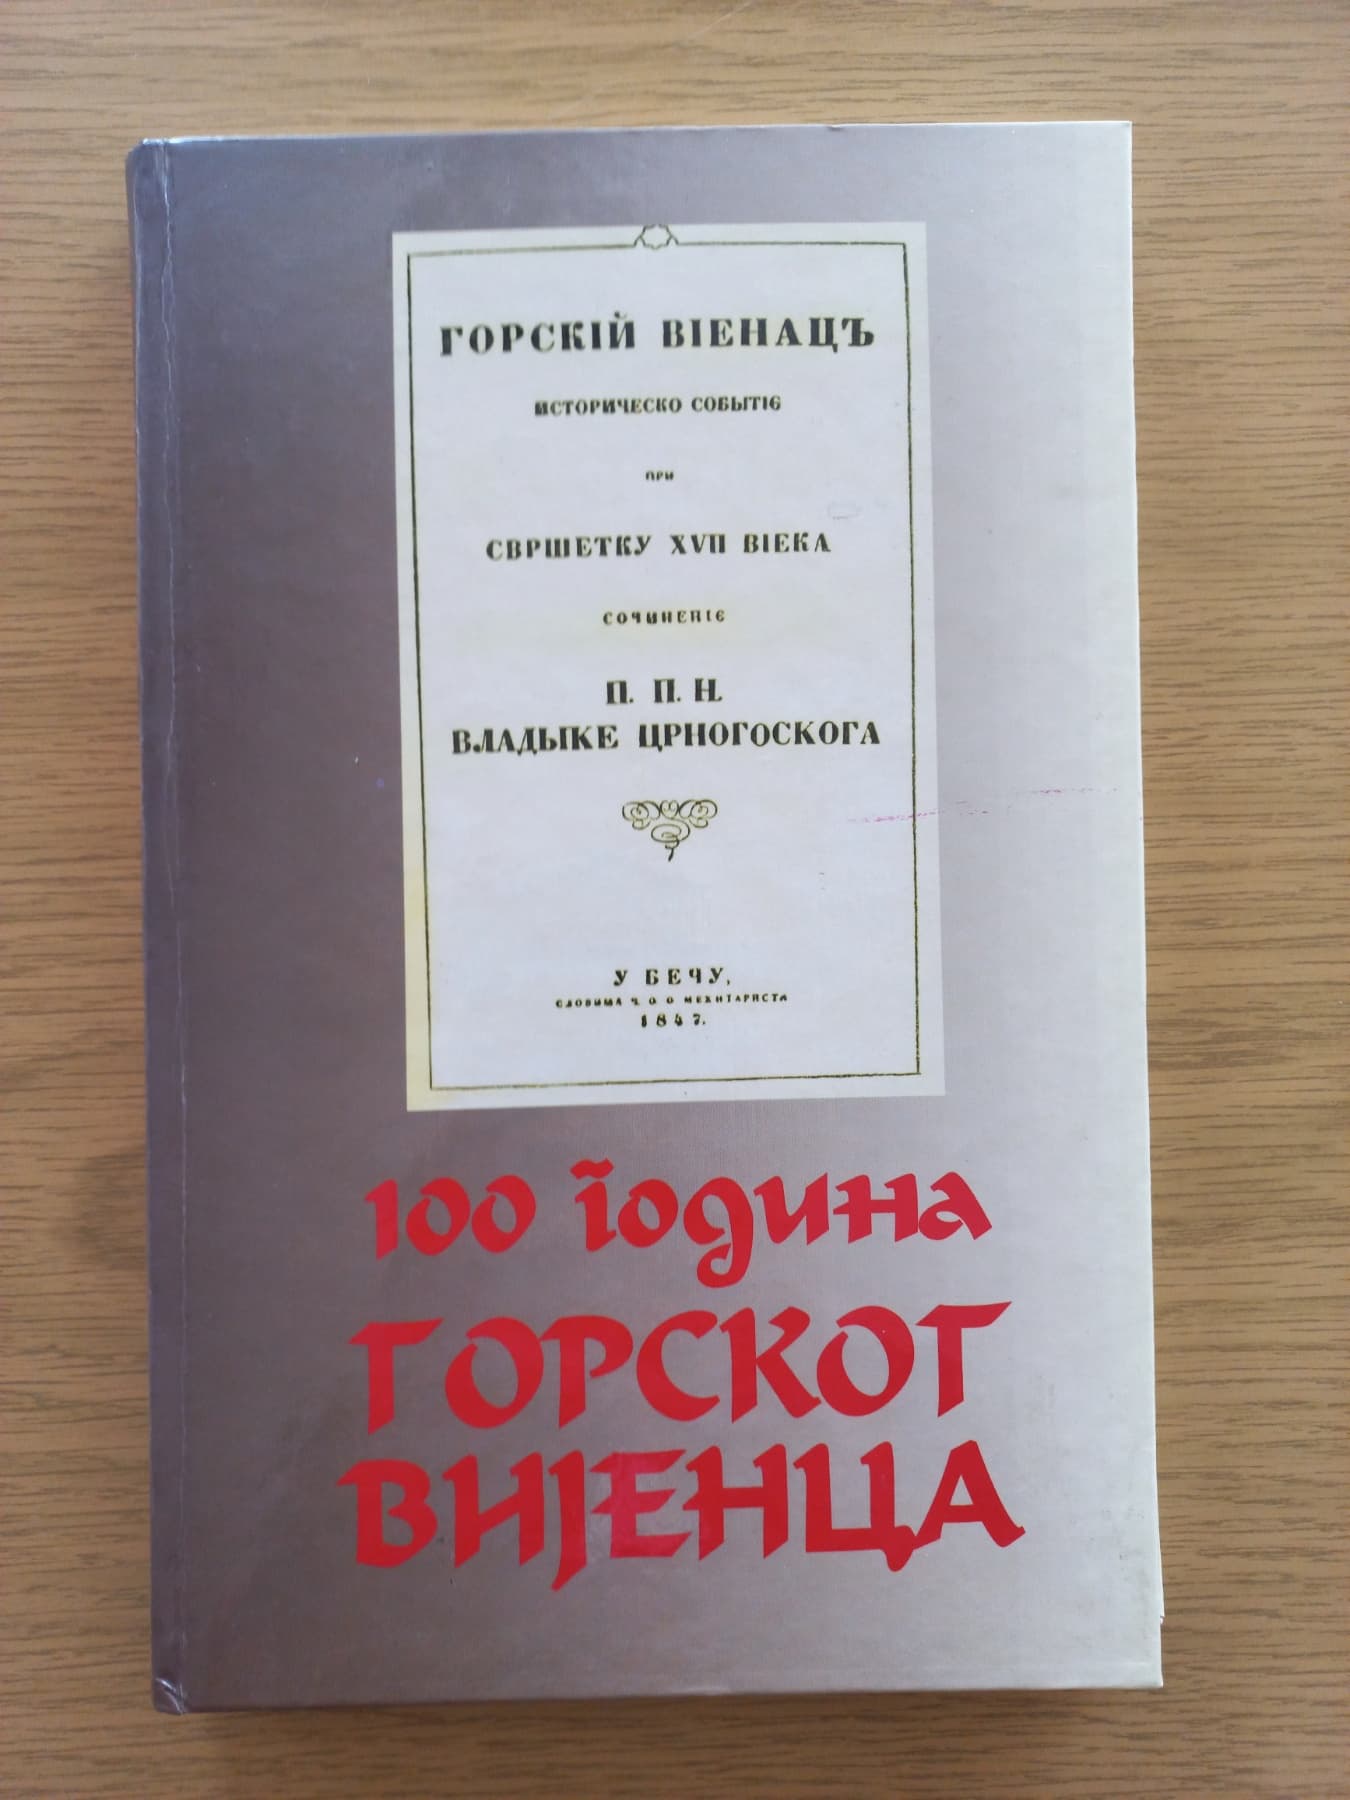 ГОРСКІЙ ВІЕНАЦЪ
ИСТОРИЧЕСКО СОБЫТІЄ
ПРИ
СВРШЕТКУ XVII ВІЕКА
СОЧИНЕНІЄ
П. П. Н.
ВЛАДЫКЕ ЦРНОГОСКОГА
У БЕЧУ,
СЛОВИМА Ч. О. О МЕХИТАРИСТА
1847.
100 година
ГОРСКОГ
ВИЈЕНЦА